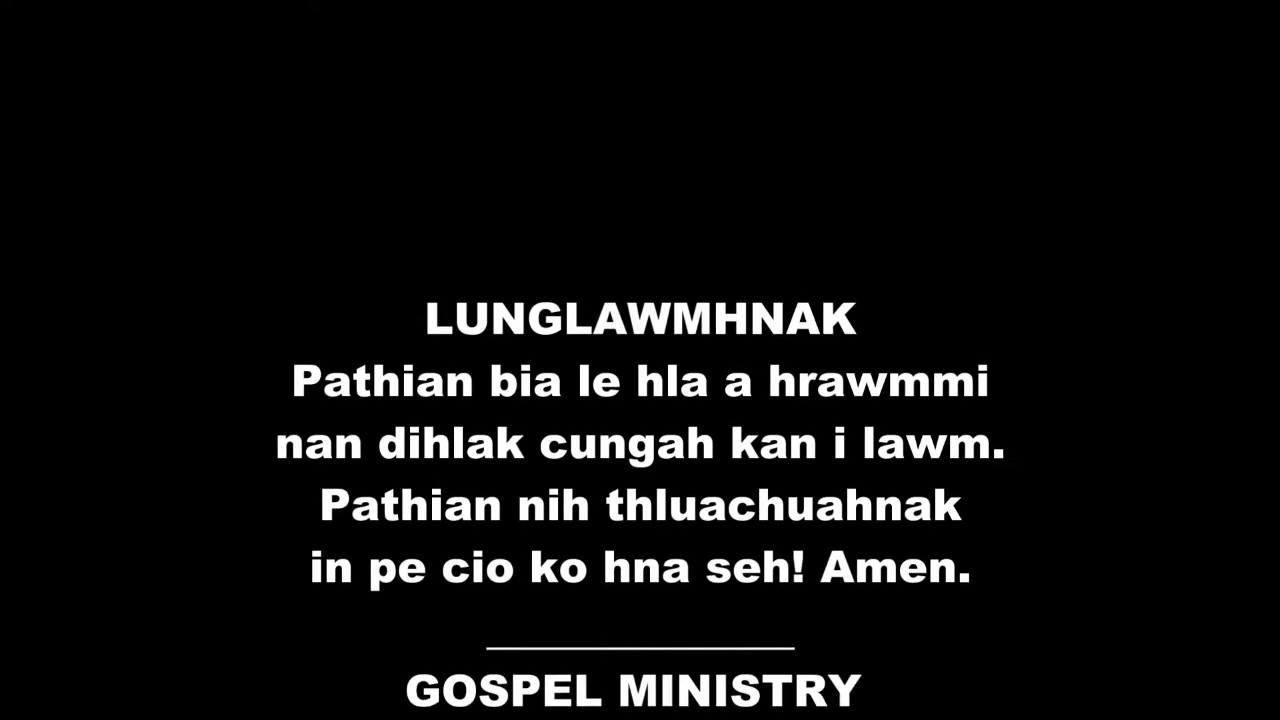 LUNGLAWMHNAK
Pathian bia le hla a hrawmmi
nan dihlak cungah kan i lawm.
Pathian nih thluachuahnak
in pe cio ko hna seh! Amen.
GOSPEL MINISTRY